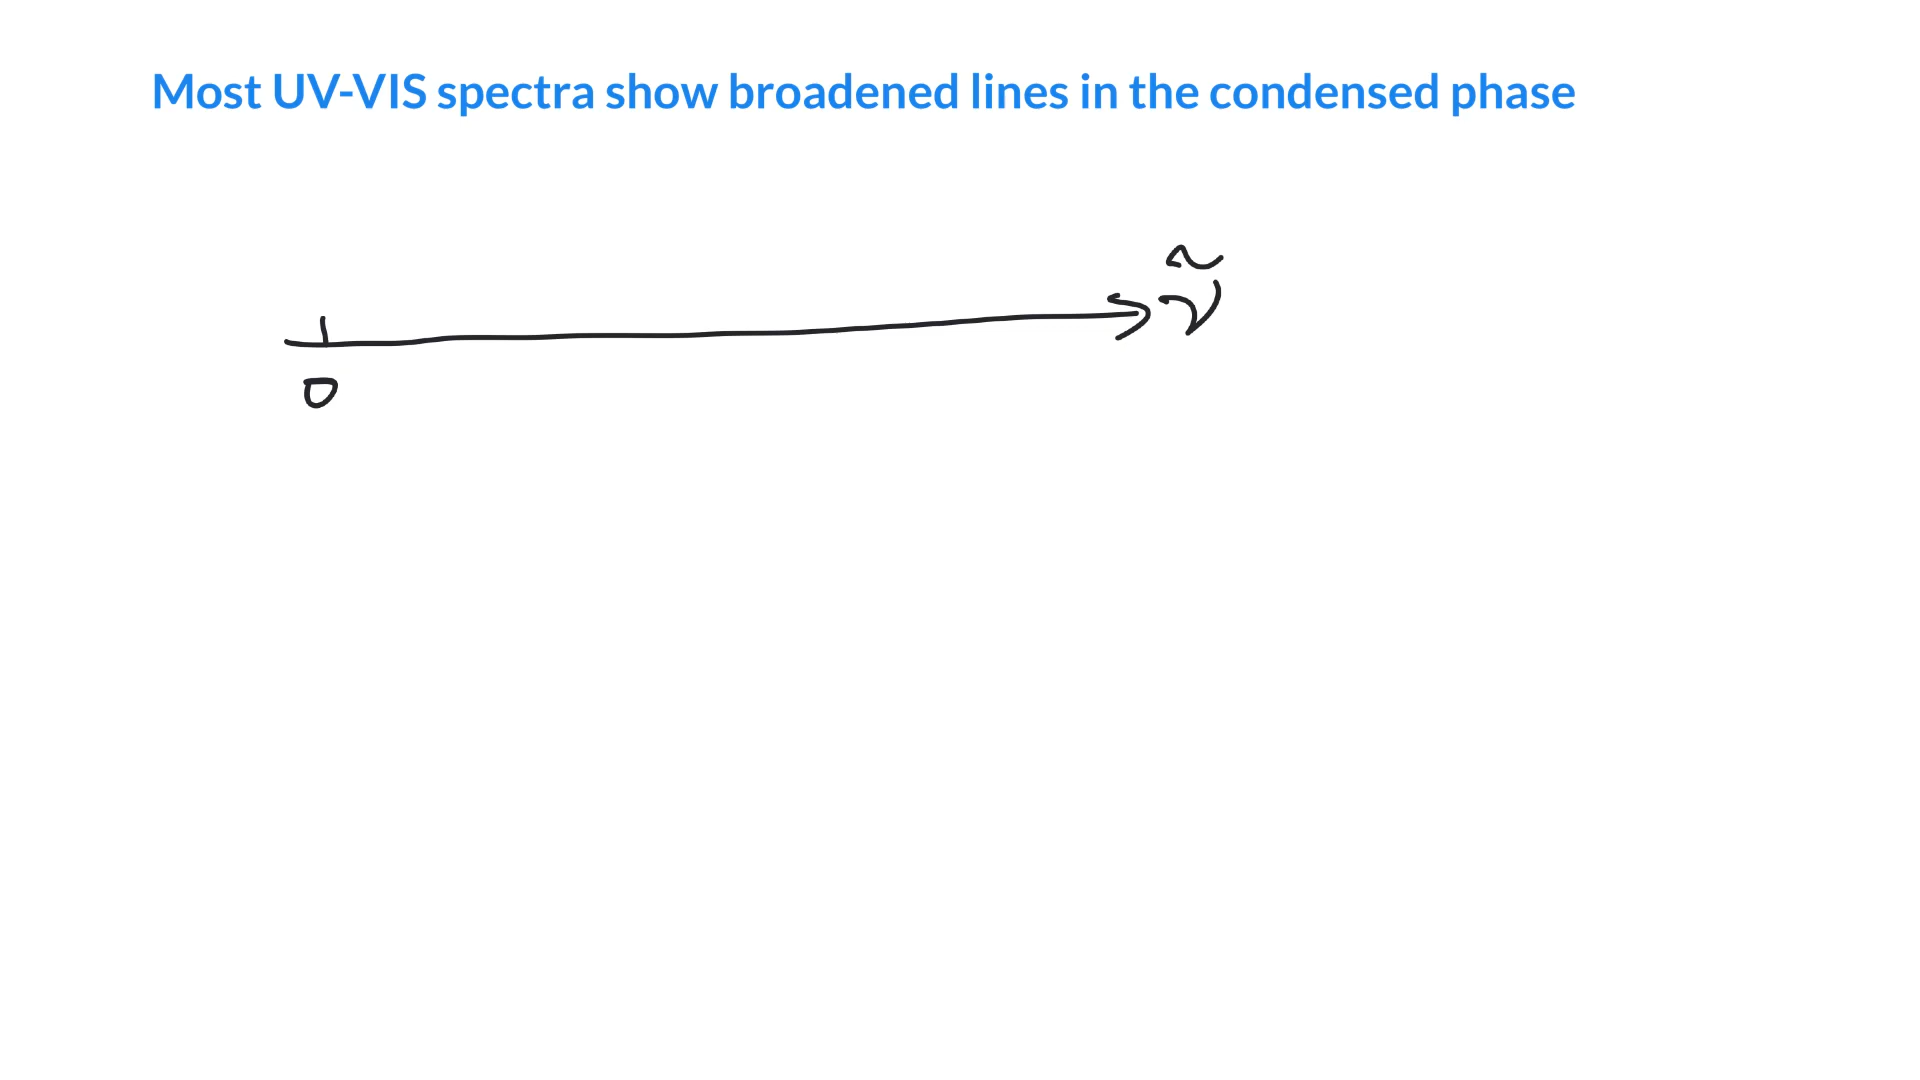 Most UV-VIS spectra show broadened lines in the condensed phase
ν̃
0